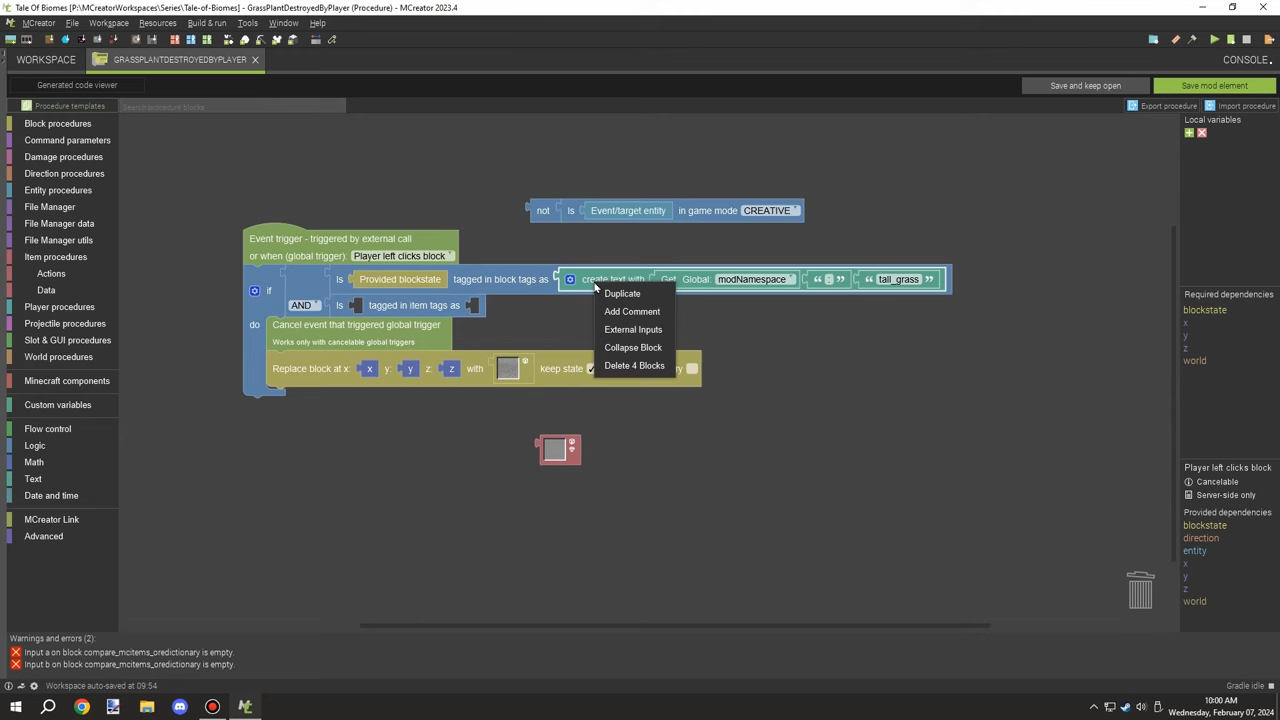 Tale Of Biomes [P:\MCreatorWorkspaces\Series\Tale-of-Biomes] - GrassPlantDestroyedByPlayer (Procedure) - MCreator 2023.4
MCreator File Workspace Resources Build & run Tools Window Help
WORKSPACE GRASSPLANTDESTROYEDBYPLAYER CONSOLE
Generated code viewer Save and keep open Save mod element
Procedure templates Search procedure blocks Export procedure Import procedure
Block procedures
Command parameters
Damage procedures
Direction procedures
Entity procedures
File Manager
File Manager data
File Manager utils
Item procedures
Actions
Data
Player procedures
Projectile procedures
Slot & GUI procedures
World procedures
Minecraft components
Custom variables
Flow control
Logic
Math
Text
Date and time
MCreator Link
Advanced
not Is Event/target entity in game mode CREATIVE
Event trigger - triggered by external call
or when (global trigger): Player left clicks block
if Is Provided blockstate tagged in block tags as create text with Get Global: modNamespace “ : ” “ tall_grass ”
AND Is tagged in item tags as
do Cancel event that triggered global trigger
Works only with cancelable global triggers
Replace block at x: x y: y z: z with keep state
Duplicate
Add Comment
External Inputs
Collapse Block
Delete 4 Blocks
Local variables
Required dependencies
blockstate
x
y
z
world
Player left clicks block
Cancelable
Server-side only
Provided dependencies:
blockstate
direction
entity
x
y
z
world
Warnings and errors (2):
Input a on block compare_mcitems_oredictionary is empty.
Input b on block compare_mcitems_oredictionary is empty.
Workspace auto-saved at 09:54 Gradle idle
10:00 AM
Wednesday, February 07, 2024